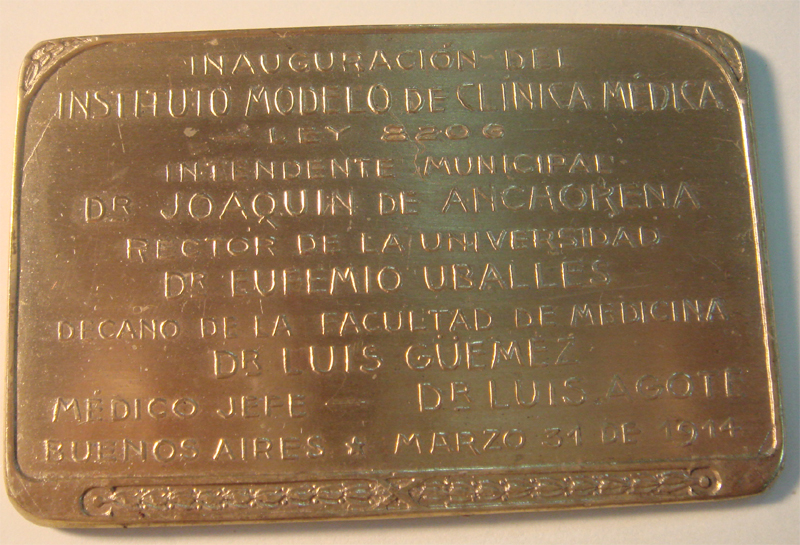 INAUGURACIÓN DEL
INSTITUTO MODELO DE CLÍNICA MÉDICA
LEY 8206
INTENDENTE MUNICIPAL
DR JOAQUIN DE ANCHORENA
RECTOR DE LA UNIVERSIDAD
DR EUFEMIO UBALLES
DECANO DE LA FACULTAD DE MEDICINA
DR LUIS GÜEMEZ
MÉDICO JEFE — DR LUIS AGOTE
BUENOS AIRES ★ MARZO 31 DE 1914